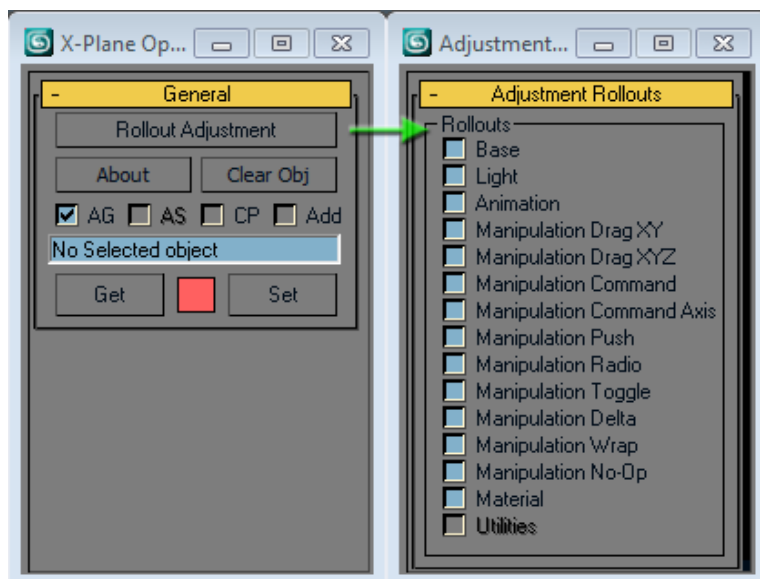 X-Plane Op...
General
Rollout Adjustment
About Clear Obj
AG AS CP Add
No Selected object
Get Set
Adjustment...
Adjustment Rollouts
Rollouts
Base
Light
Animation
Manipulation Drag XY
Manipulation Drag XYZ
Manipulation Command
Manipulation Command Axis
Manipulation Push
Manipulation Radio
Manipulation Toggle
Manipulation Delta
Manipulation Wrap
Manipulation No-Op
Material
Utilities